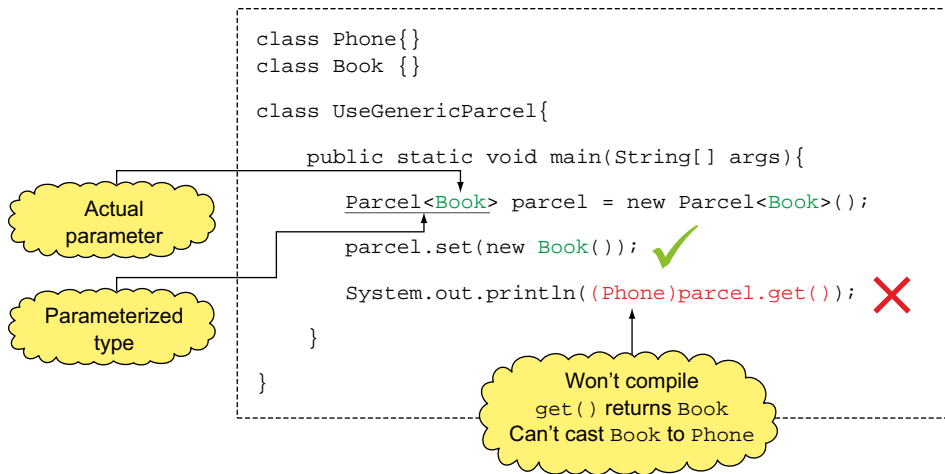 class Phone{}
class Book {}
class UseGenericParcel{
public static void main(String[] args){
Parcel<Book> parcel = new Parcel<Book>();
parcel.set(new Book());
System.out.println((Phone)parcel.get());
}
}
Actual
parameter
Parameterized
type
Won’t compile
get() returns Book
Can’t cast Book to Phone